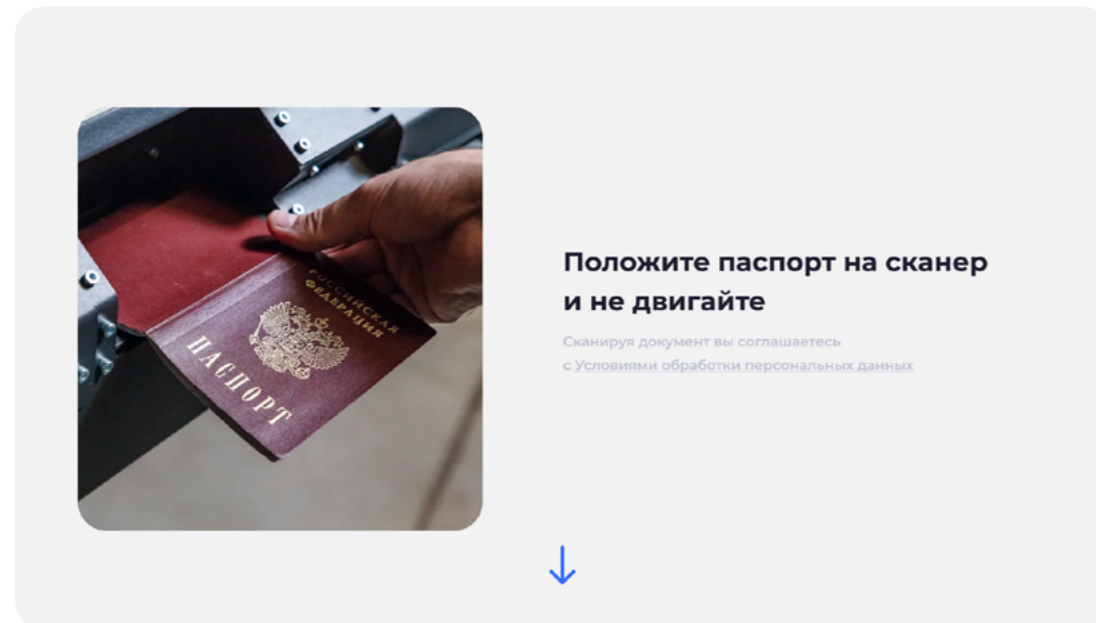 РОССИЙСКАЯ
ФЕДЕРАЦИЯ
ПАСПОРТ
Положите паспорт на сканер
и не двигайте
Сканируя документ вы соглашаетесь
с Условиями обработки персональных данных